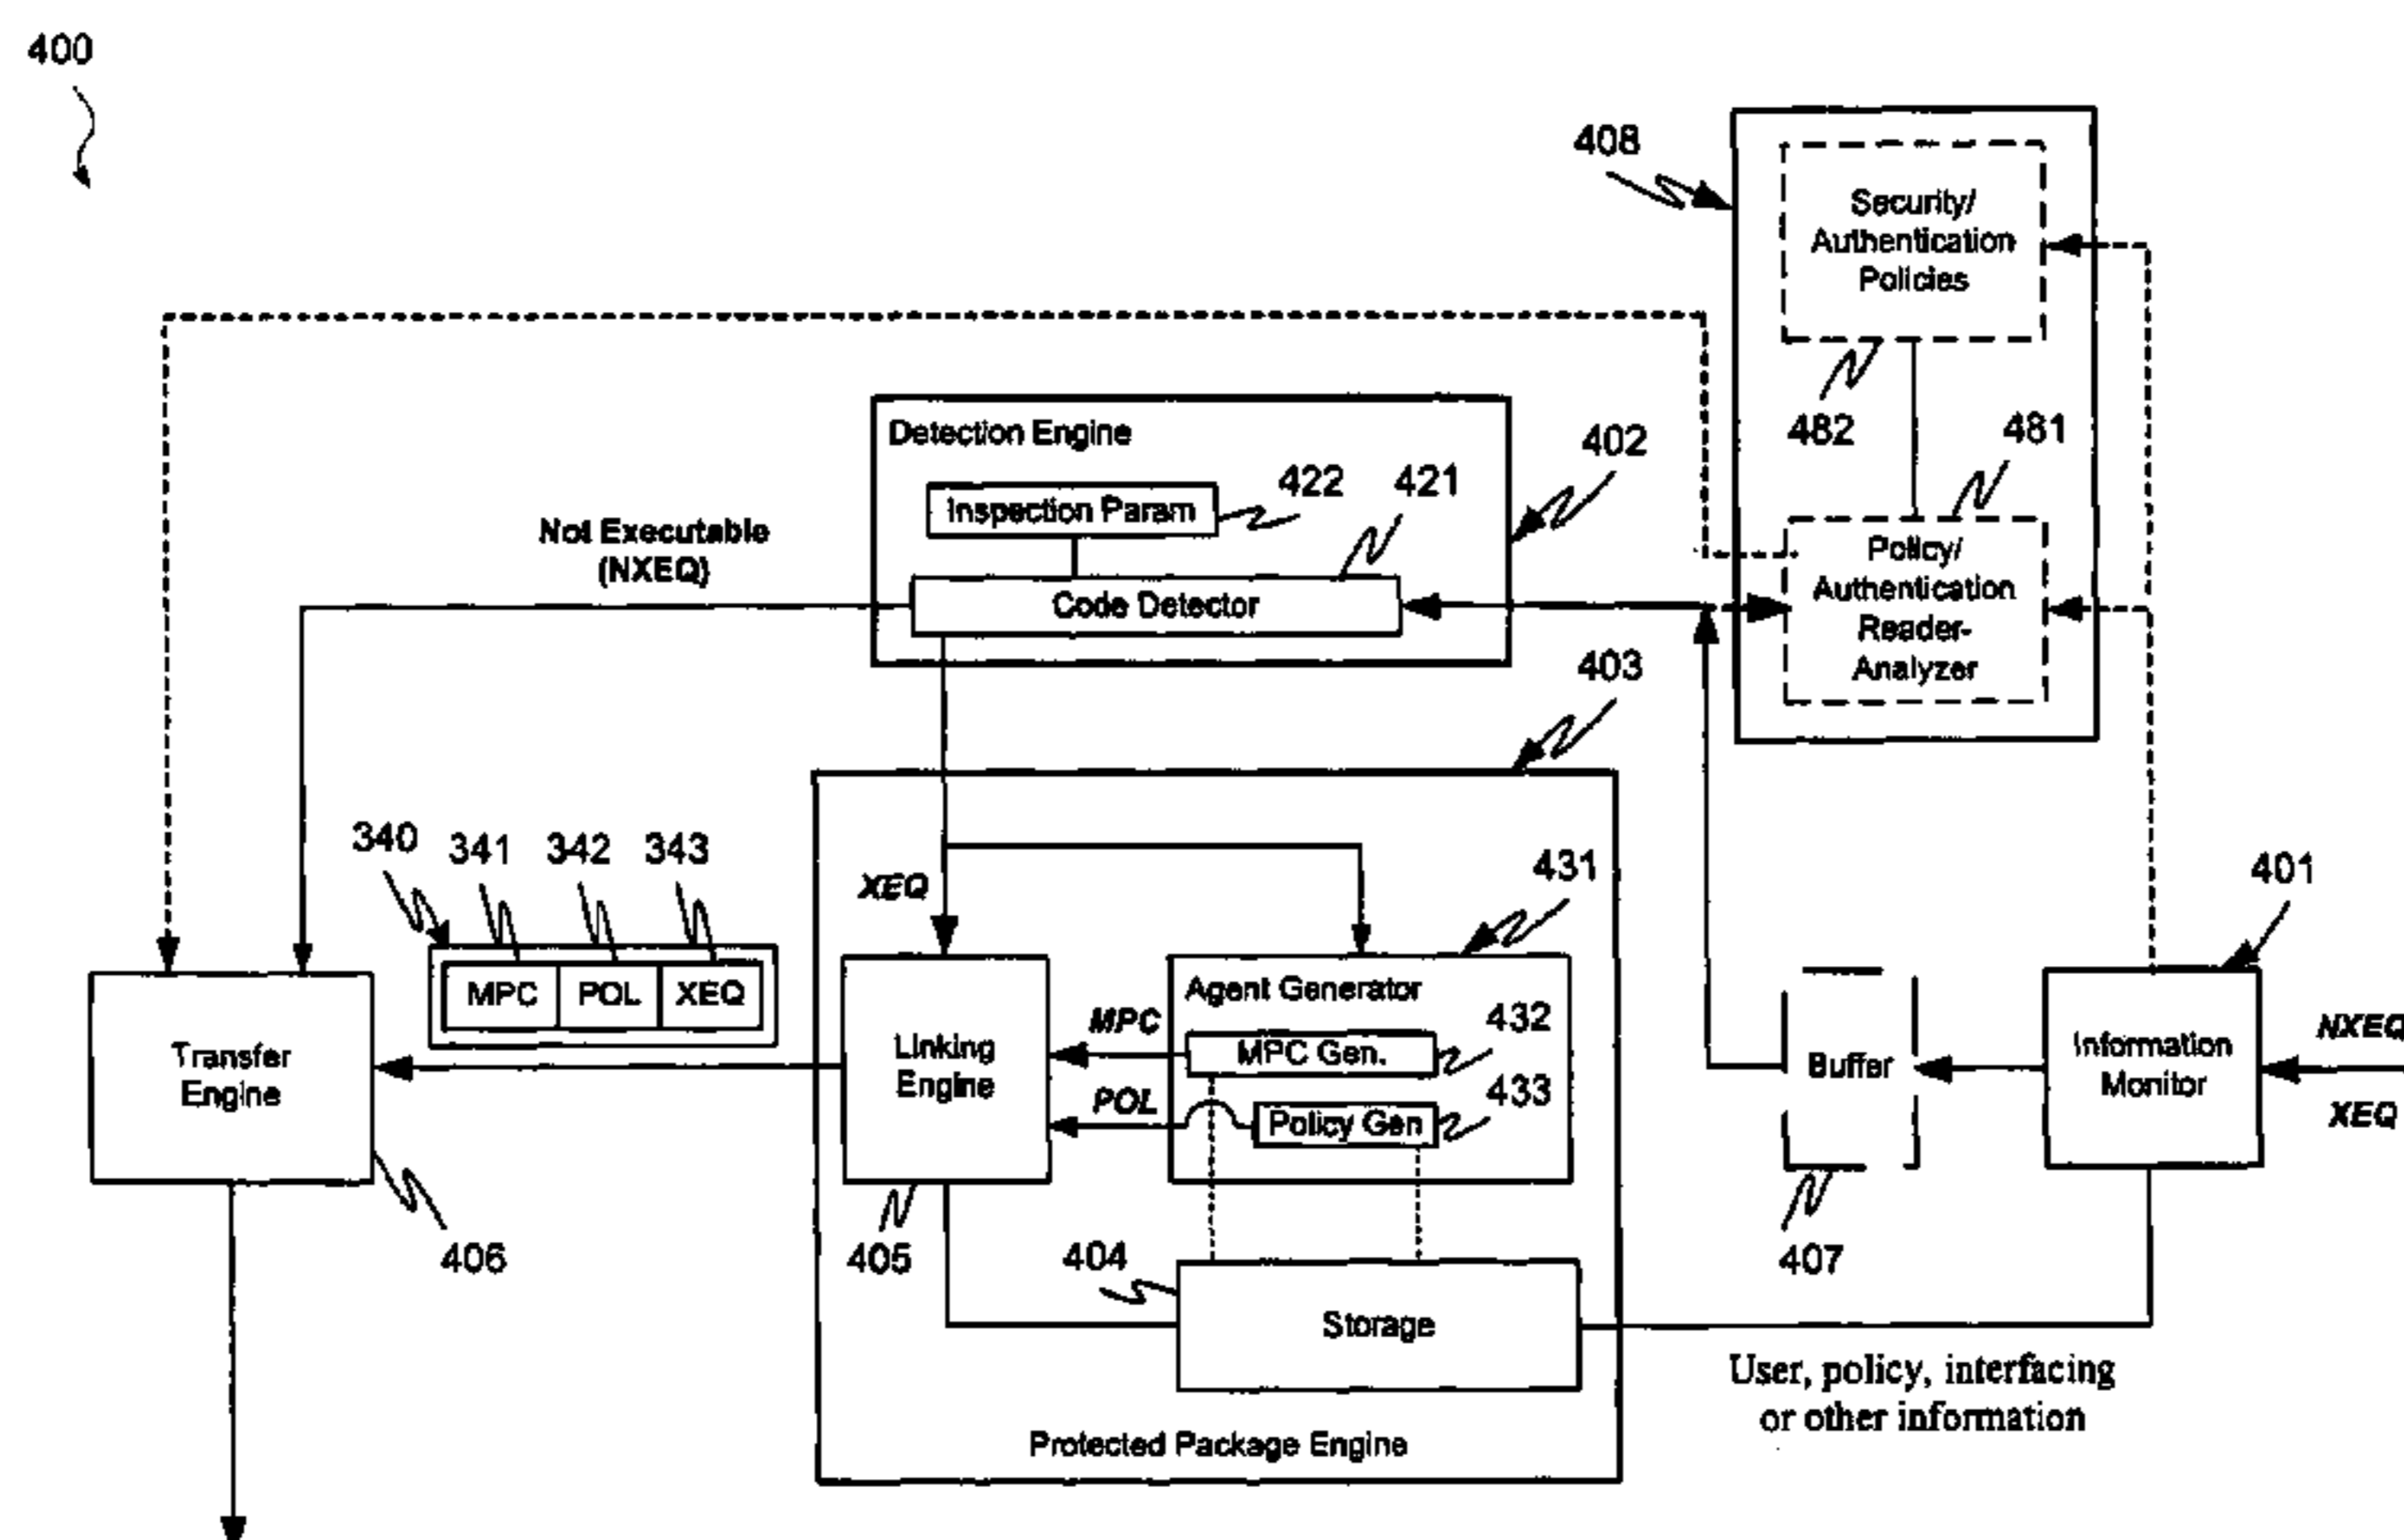 400
408
Security/
Authentication
Policies
482
481
Detection Engine
402
Inspection Param
422
421
Not Executable
(NXEQ)
Code Detector
Policy/
Authentication
Reader-
Analyzer
403
340
341
342
343
XEQ
431
401
MPC
POL
XEQ
Agent Generator
Transfer
Engine
Linking
Engine
MPC
MPC Gen.
432
POL
Policy Gen
433
Buffer
Information
Monitor
NXEQ
XEQ
406
405
404
407
Storage
User, policy, interfacing
or other information
Protected Package Engine